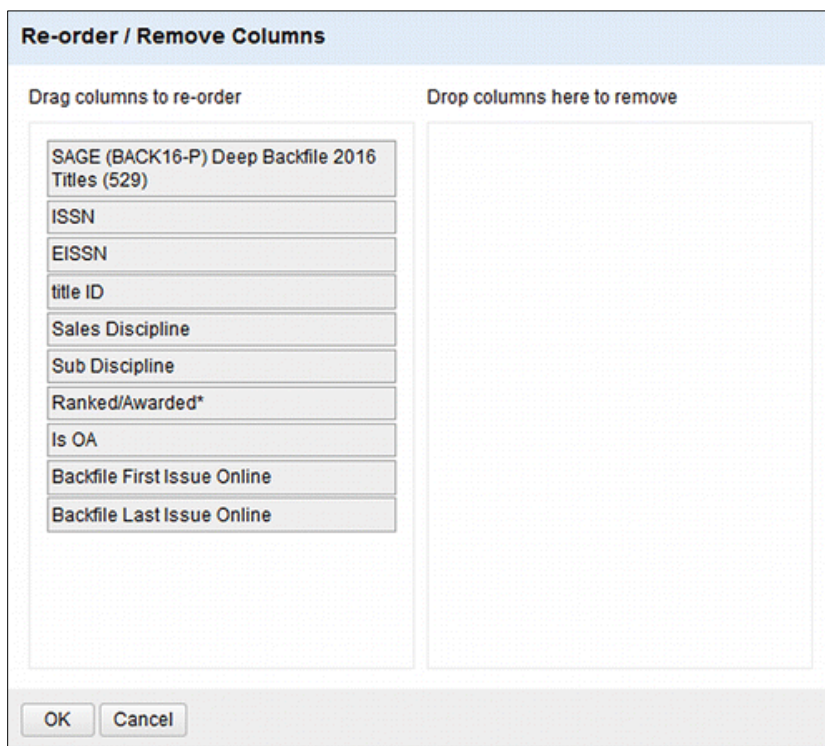 Re-order / Remove Columns
Drag columns to re-order
Drop columns here to remove
SAGE (BACK16-P) Deep Backfile 2016
Titles (529)
ISSN
EISSN
title ID
Sales Discipline
Sub Discipline
Ranked/Awarded*
Is OA
Backfile First Issue Online
Backfile Last Issue Online
OK
Cancel